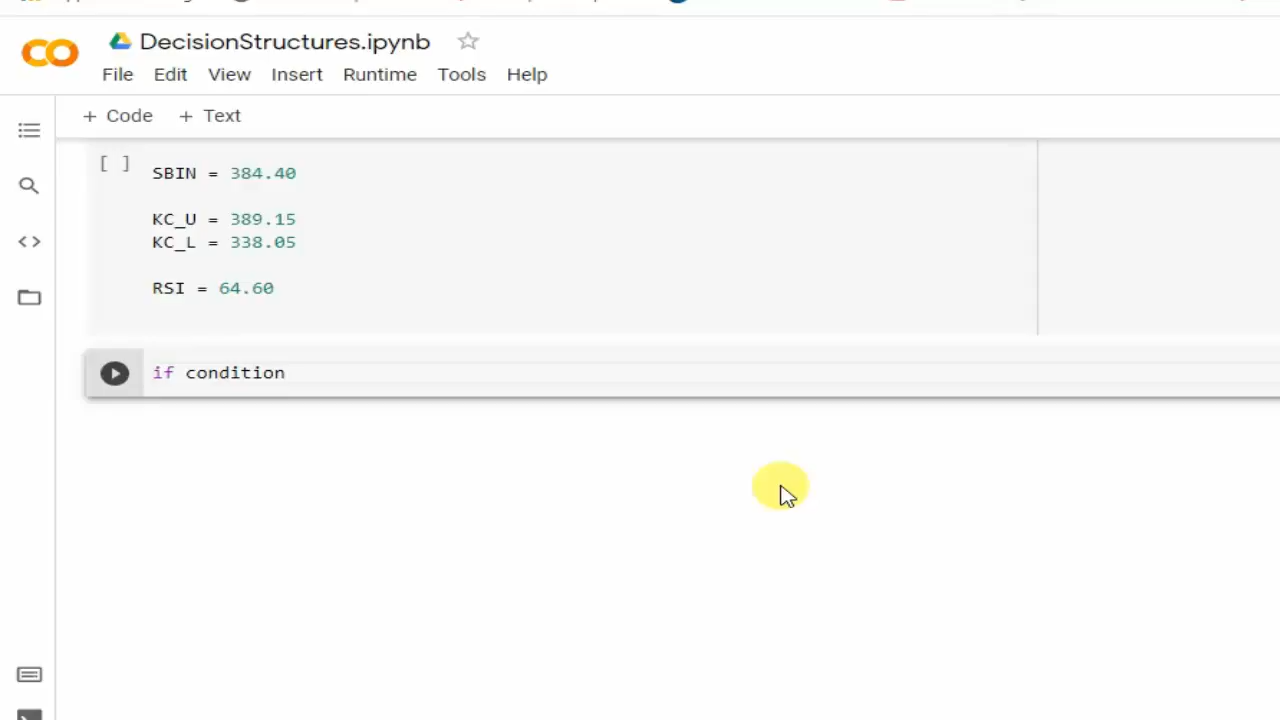 DecisionStructures.ipynb
File Edit View Insert Runtime Tools Help
+ Code + Text
[ ]
SBIN = 384.40
KC_U = 389.15
KC_L = 338.05
RSI = 64.60
if condition